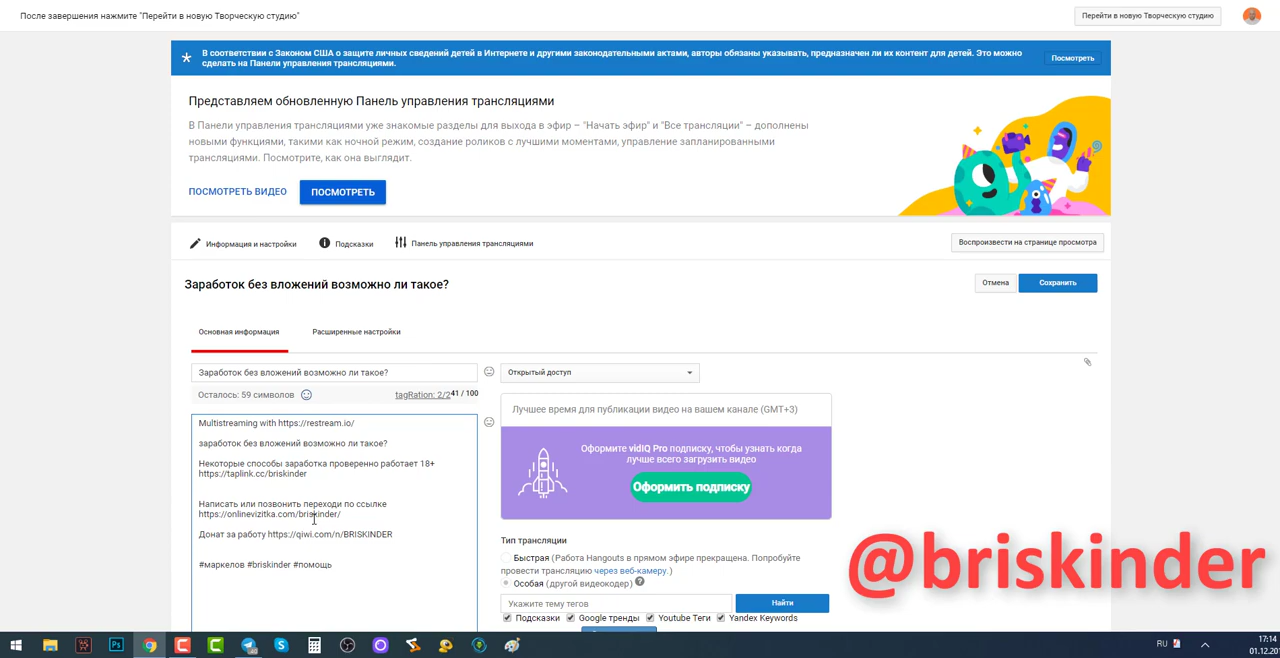 После завершения нажмите "Перейти в новую Творческую студию"
Перейти в новую Творческую студию
В соответствии с Законом США о защите личных сведений детей в Интернете и другими законодательными актами, авторы обязаны указывать, предназначен ли их контент для детей. Это можно
сделать на Панели управления трансляциями.
Посмотреть
Представляем обновленную Панель управления трансляциями
В Панели управления трансляциями уже знакомые разделы для выхода в эфир – "Начать эфир" и "Все трансляции" – дополнены
новыми функциями, такими как ночной режим, создание роликов с лучшими моментами, управление запланированными
трансляциями. Посмотрите, как она выглядит.
ПОСМОТРЕТЬ ВИДЕО
ПОСМОТРЕТЬ
Информация и настройки
Подсказки
Панель управления трансляциями
Воспроизвести на странице просмотра
Заработок без вложений возможно ли такое?
Отмена
Сохранить
Основная информация
Расширенные настройки
Заработок без вложений возможно ли такое?
Открытый доступ
Осталось: 59 символов
tagRation: 2/2
41 / 100
Multistreaming with https://restream.io/
заработок без вложений возможно ли такое?
Некоторые способы заработка проверенно работает 18+
https://taplink.cc/briskinder
Написать или позвонить переходи по ссылке
https://onlinevizitka.com/briskinder/
Донат за работу https://qiwi.com/n/BRISKINDER
#маркелов #briskinder #помощь
Лучшее время для публикации видео на вашем канале (GMT+3)
Оформите vidIQ Pro подписку, чтобы узнать когда
лучше всего загрузить видео
Оформить подписку
Тип трансляции
Быстрая (Работа Hangouts в прямом эфире прекращена. Попробуйте
провести трансляцию через веб-камеру.)
Особая (другой видеокодер) ?
Укажите тему тегов
Найти
Подсказки
Google тренды
Youtube Теги
Yandex Keywords
@briskinder
Ps
RU
17:14
01.12.20